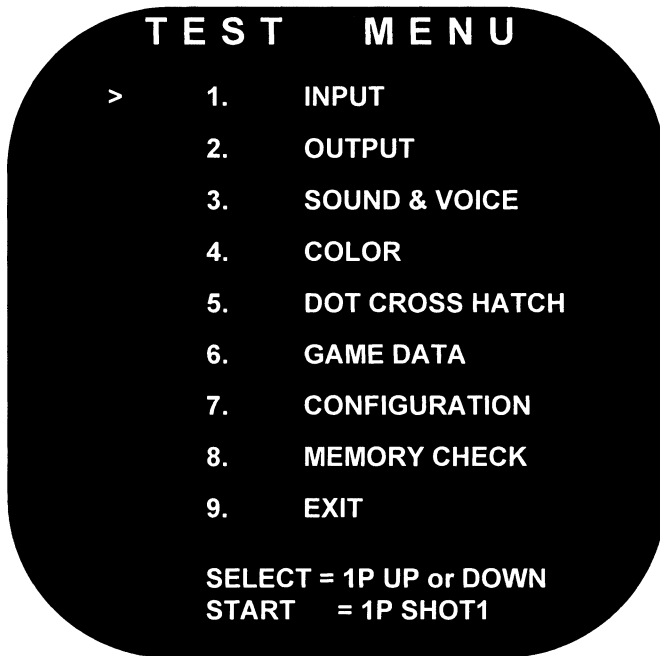 TEST MENU
> 1. INPUT
2. OUTPUT
3. SOUND & VOICE
4. COLOR
5. DOT CROSS HATCH
6. GAME DATA
7. CONFIGURATION
8. MEMORY CHECK
9. EXIT
SELECT = 1P UP or DOWN
START = 1P SHOT1